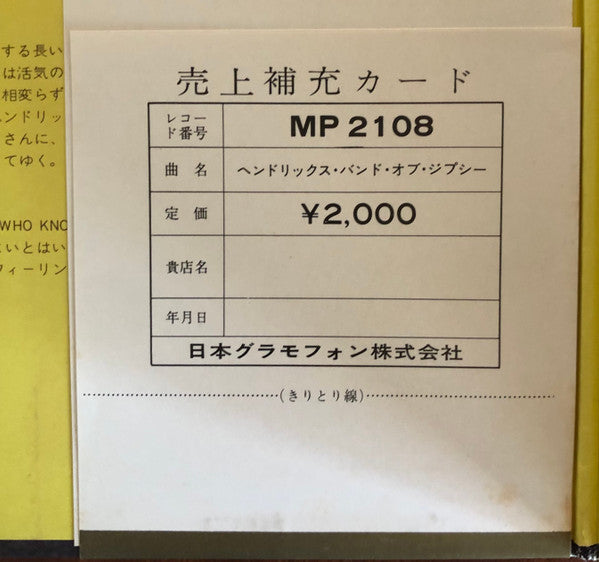 する長い
は活気の
相変らず
ンドリッ
さんに、
てゆく。
WHO KNO
いとはい
フィーリン
売上補充カード
レコー
ド番号
MP 2108
曲 名
ヘンドリックス・バンド・オブ・ジプシー
定 価
¥2,000
貴店名
年月日
日本グラモフォン株式会社
(きりとり線)